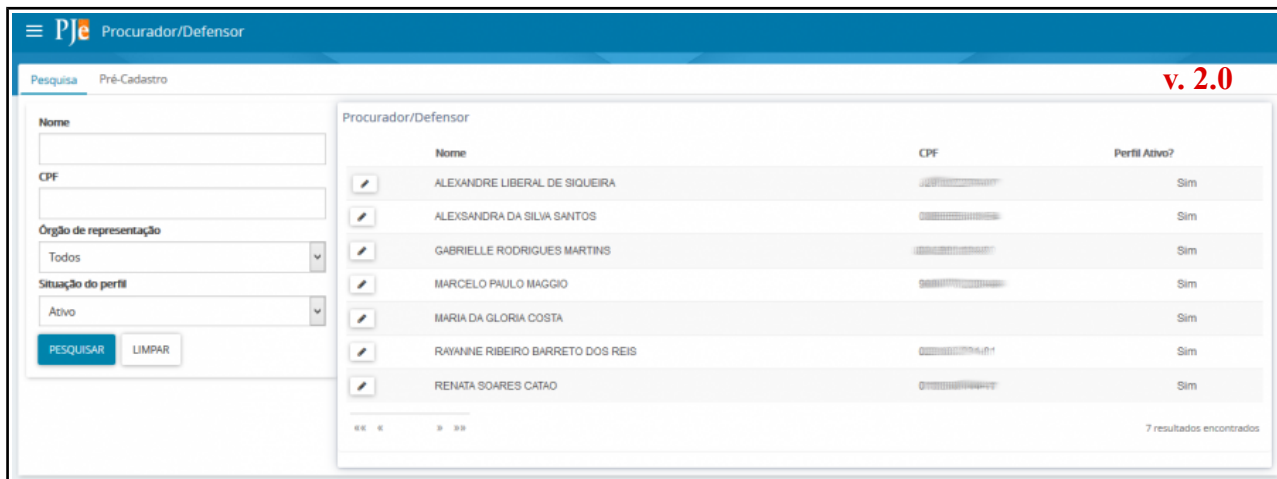 PJe Procurador/Defensor
Pesquisa Pré-Cadastro
v. 2.0
Nome
CPF
Órgão de representação
Todos
Situação do perfil
Ativo
PESQUISAR LIMPAR
Procurador/Defensor
Nome CPF Perfil Ativo?
ALEXANDRE LIBERAL DE SIQUEIRA Sim
ALEXSANDRA DA SILVA SANTOS Sim
GABRIELLE RODRIGUES MARTINS Sim
MARCELO PAULO MAGGIO Sim
MARIA DA GLORIA COSTA Sim
RAYANNE RIBEIRO BARRETO DOS REIS Sim
RENATA SOARES CATAO Sim
«« « » »» 7 resultados encontrados